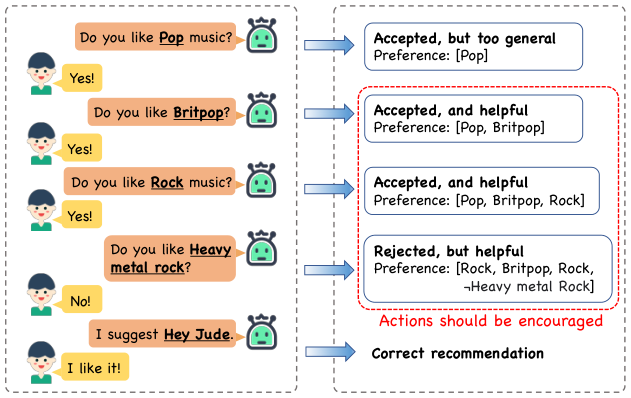 Do you like Pop music?
Yes!
Do you like Britpop?
Yes!
Do you like Rock music?
Yes!
Do you like Heavy
metal rock?
No!
I suggest Hey Jude.
I like it!
Accepted, but too general
Preference: [Pop]
Accepted, and helpful
Preference: [Pop, Britpop]
Accepted, and helpful
Preference: [Pop, Britpop, Rock]
Rejected, but helpful
Preference: [Rock, Britpop, Rock,
¬Heavy metal Rock]
Actions should be encouraged
Correct recommendation